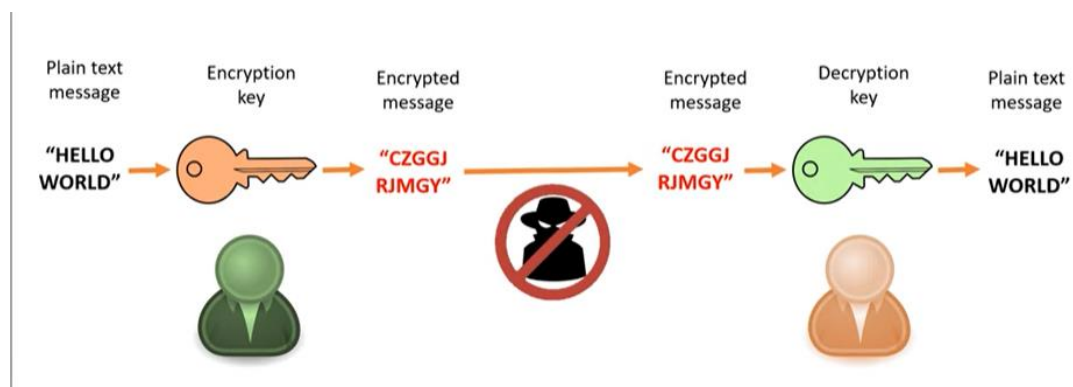 Plain text
message
Encryption
key
Encrypted
message
Encrypted
message
Decryption
key
Plain text
message
“HELLO
WORLD”
“CZGGJ
RJMGY”
“CZGGJ
RJMGY”
“HELLO
WORLD”